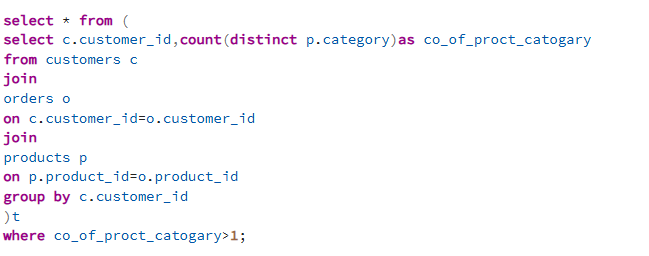 select * from (
select c.customer_id,count(distinct p.category)as co_of_proct_catogary
from customers c
join
orders o
on c.customer_id=o.customer_id
join
products p
on p.product_id=o.product_id
group by c.customer_id
)t
where co_of_proct_catogary>1;